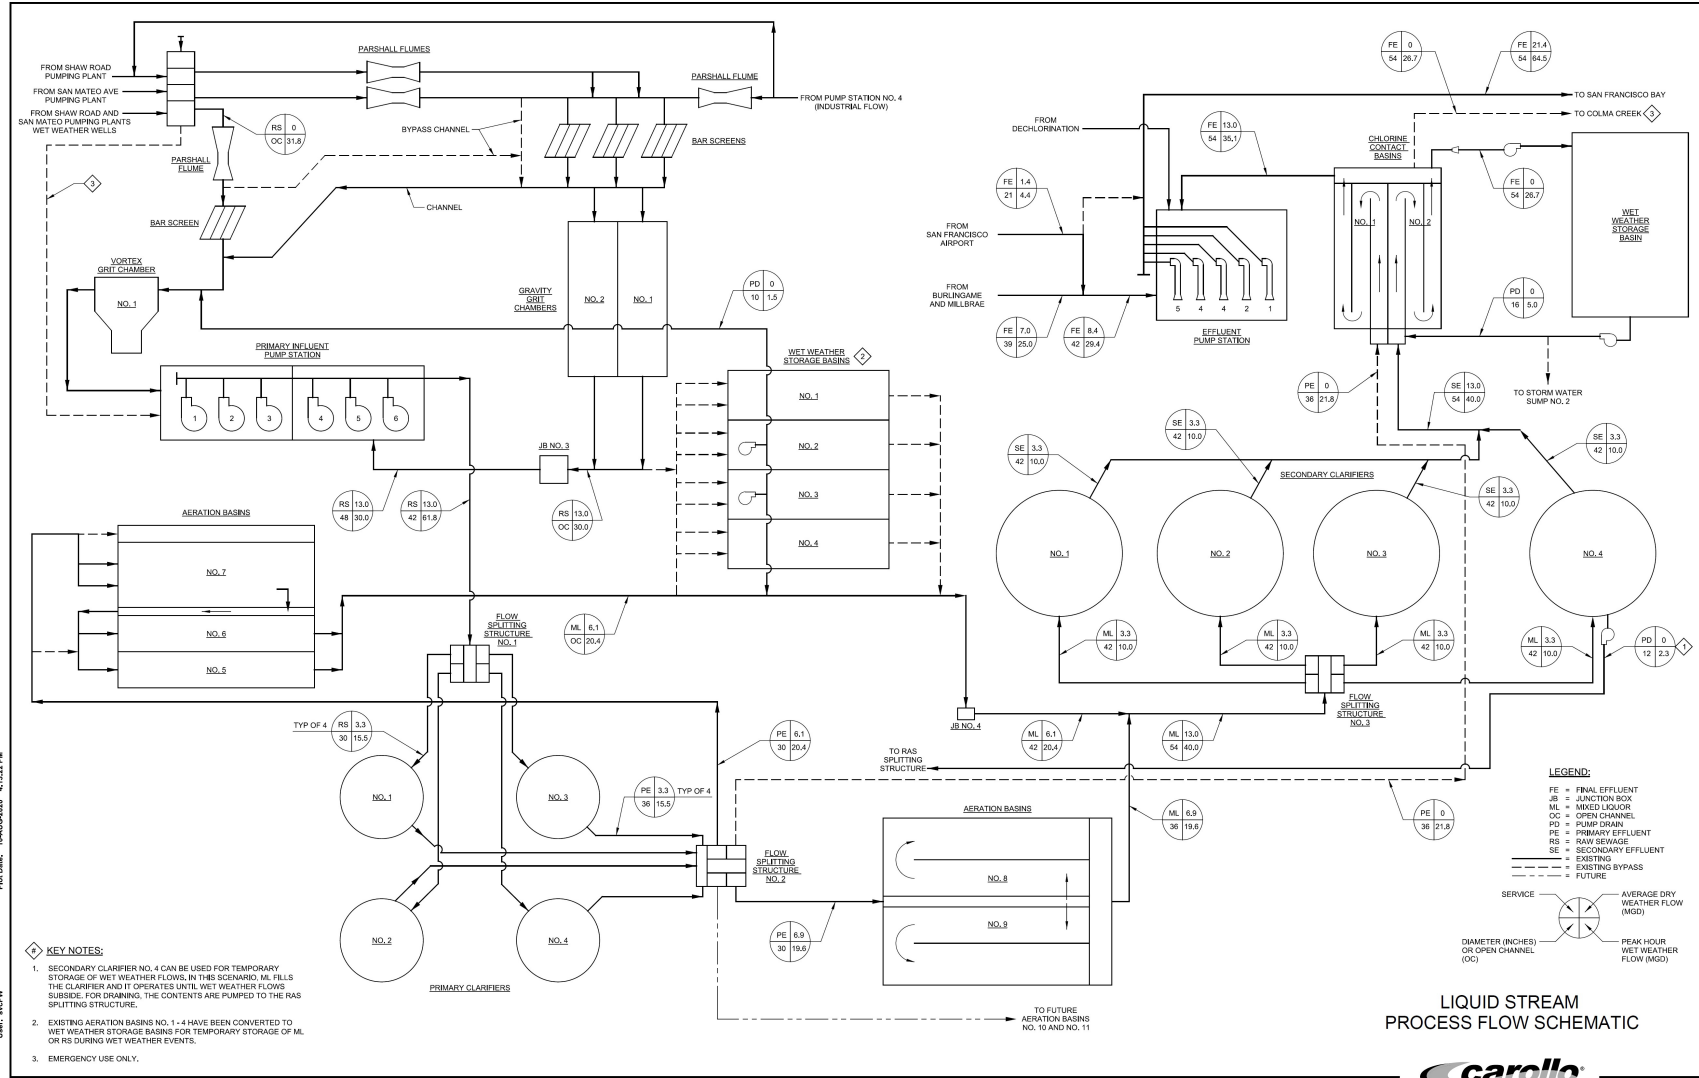 PARSHALL FLUMES
FROM SHAW ROAD
PUMPING PLANT
FROM SAN MATEO AVE
PUMPING PLANT
FROM SHAW ROAD AND
SAN MATEO PUMPING PLANTS
WET WEATHER WELLS
RS 0
OC 31.8
PARSHALL
FLUME
BYPASS CHANNEL
PARSHALL FLUME
FROM PUMP STATION NO. 4
(INDUSTRIAL FLOW)
BAR SCREENS
3
BAR SCREEN
CHANNEL
VORTEX
GRIT CHAMBER
NO. 1
GRAVITY
GRIT
CHAMBERS
NO. 2
NO. 1
PD 0
10 1.5
PRIMARY INFLUENT
PUMP STATION
1
2
3
4
5
6
WET WEATHER
STORAGE BASINS
2
NO. 1
NO. 2
NO. 3
NO. 4
JB NO. 3
RS 13.0
48 30.0
RS 13.0
42 61.8
RS 13.0
OC 30.0
AERATION BASINS
NO. 7
NO. 6
NO. 5
ML 6.1
OC 20.4
FLOW
SPLITTING
STRUCTURE
NO. 1
TYP OF 4
RS 3.3
30 15.5
NO. 1
NO. 3
NO. 2
NO. 4
PRIMARY CLARIFIERS
PE 3.3
36 15.5
TYP OF 4
PE 6.1
30 20.4
FLOW
SPLITTING
STRUCTURE
NO. 2
PE 6.9
30 19.6
TO FUTURE
AERATION BASINS
NO. 10 AND NO. 11
AERATION BASINS
NO. 8
NO. 9
ML 6.9
36 19.6
JB NO. 4
ML 6.1
42 20.4
ML 13.0
54 40.0
TO RAS
SPLITTING
STRUCTURE
FLOW
SPLITTING
STRUCTURE
NO. 3
PE 0
36 21.8
FE 0
54 26.7
FE 21.4
54 64.5
TO SAN FRANCISCO BAY
TO COLMA CREEK
3
FROM
DECHLORINATION
FE 13.0
54 35.1
CHLORINE
CONTACT
BASINS
NO. 1
NO. 2
FE 0
54 26.7
WET
WEATHER
STORAGE
BASIN
FE 1.4
21 4.4
FROM
SAN FRANCISCO
AIRPORT
FROM
BURLINGAME
AND MILLBRAE
FE 7.0
39 25.0
FE 8.4
42 29.4
5
4
4
2
1
EFFLUENT
PUMP STATION
PD 0
16 5.0
TO STORM WATER
SUMP NO. 2
PE 0
36 21.8
SE 13.0
54 40.0
SE 3.3
42 10.0
SE 3.3
42 10.0
SE 3.3
42 10.0
SE 3.3
42 10.0
SECONDARY CLARIFIERS
NO. 1
NO. 2
NO. 3
NO. 4
ML 3.3
42 10.0
ML 3.3
42 10.0
ML 3.3
42 10.0
ML 3.3
42 10.0
PD 0
12 2.3
1
LEGEND:
FE = FINAL EFFLUENT
JB = JUNCTION BOX
ML = MIXED LIQUOR
OC = OPEN CHANNEL
PD = PUMP DRAIN
PE = PRIMARY EFFLUENT
RS = RAW SEWAGE
SE = SECONDARY EFFLUENT
= EXISTING
= EXISTING BYPASS
= FUTURE
SERVICE
AVERAGE DRY
WEATHER FLOW
(MGD)
DIAMETER (INCHES)
OR OPEN CHANNEL
(OC)
PEAK HOUR
WET WEATHER
FLOW (MGD)
# KEY NOTES:
1. SECONDARY CLARIFIER NO. 4 CAN BE USED FOR TEMPORARY
STORAGE OF WET WEATHER FLOWS. IN THIS SCENARIO, ML FILLS
THE CLARIFIER AND IT OPERATES UNTIL WET WEATHER FLOWS
SUBSIDE. FOR DRAINING, THE CONTENTS ARE PUMPED TO THE RAS
SPLITTING STRUCTURE.
2. EXISTING AERATION BASINS NO. 1 - 4 HAVE BEEN CONVERTED TO
WET WEATHER STORAGE BASINS FOR TEMPORARY STORAGE OF ML
OR RS DURING WET WEATHER EVENTS.
3. EMERGENCY USE ONLY.
LIQUID STREAM
PROCESS FLOW SCHEMATIC
carollo